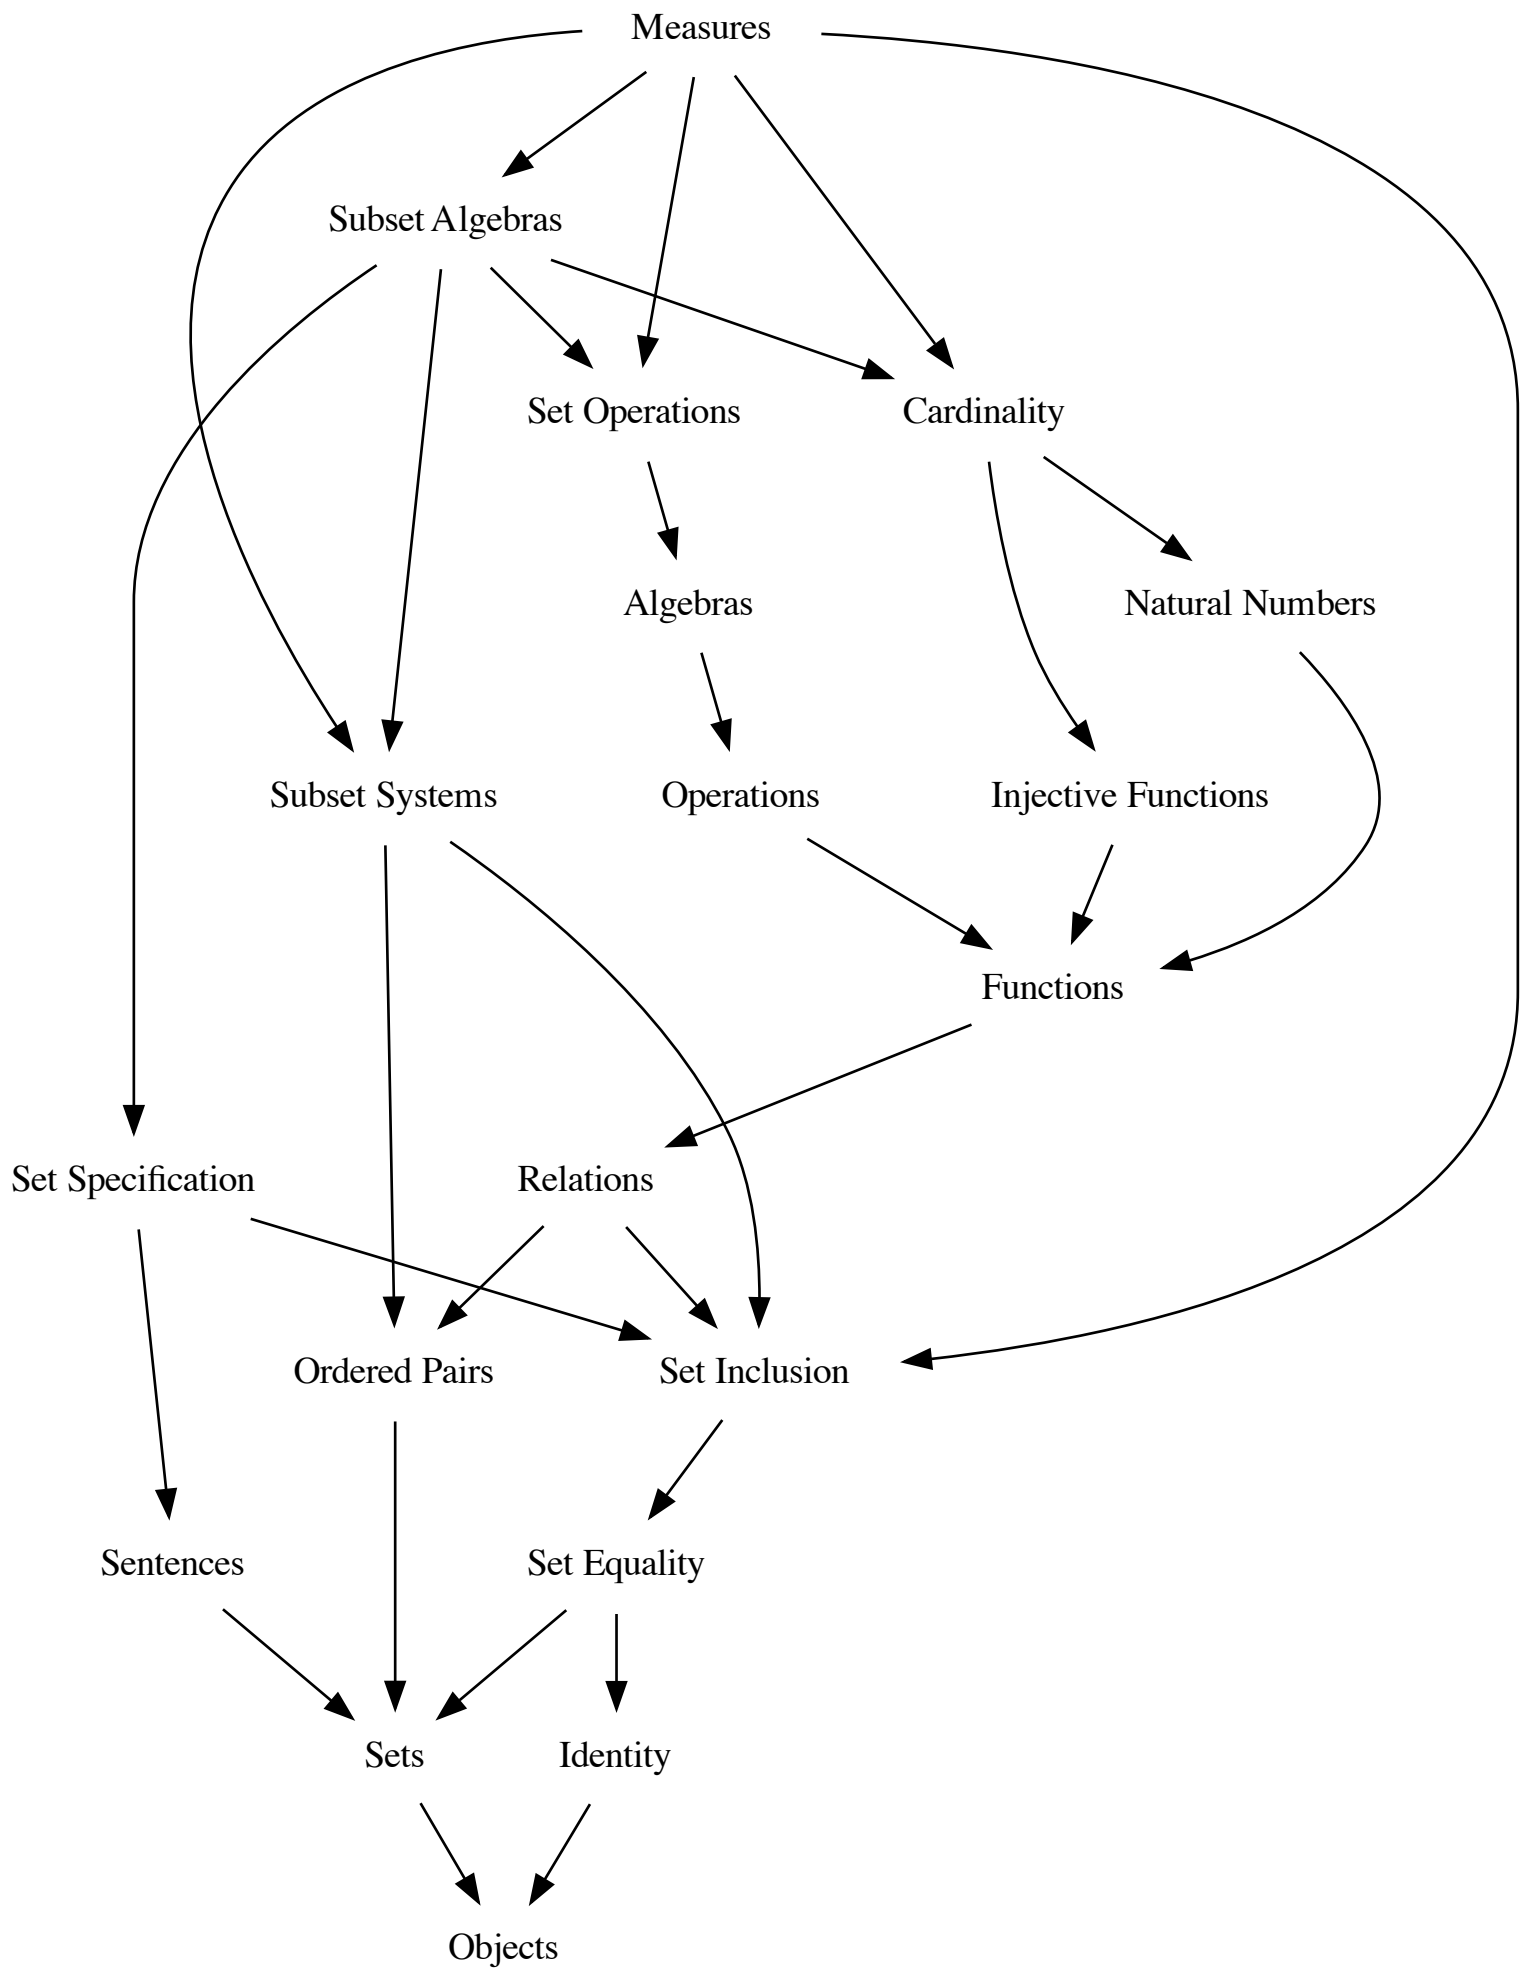 Measures
Subset Algebras
Set Operations
Cardinality
Algebras
Natural Numbers
Subset Systems
Operations
Injective Functions
Functions
Set Specification
Relations
Ordered Pairs
Set Inclusion
Sentences
Set Equality
Sets
Identity
Objects